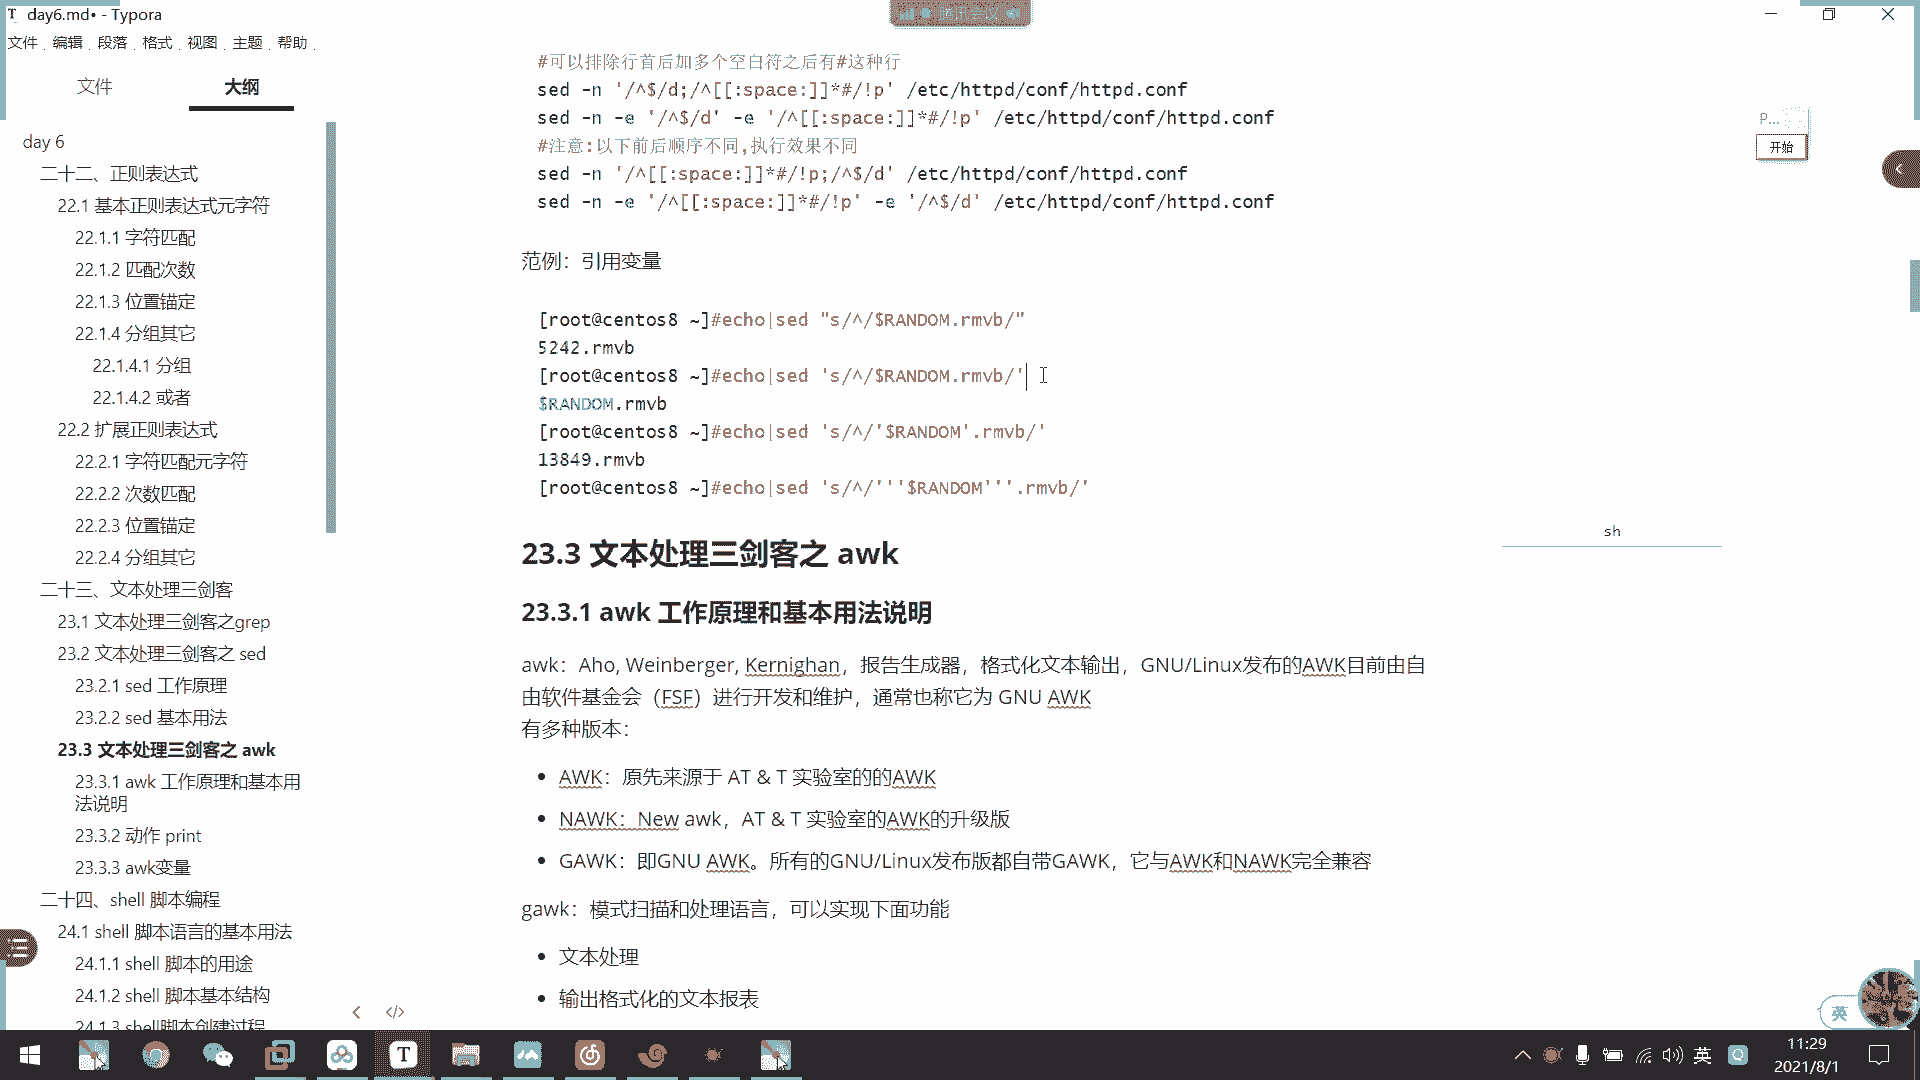 day6.md• - Typora
腾讯会议
文件 编辑 段落 格式 视图 主题 帮助
文件
大纲
day 6
二十二、正则表达式
22.1 基本正则表达式元字符
22.1.1 字符匹配
22.1.2 匹配次数
22.1.3 位置锚定
22.1.4 分组其它
22.1.4.1 分组
22.1.4.2 或者
22.2 扩展正则表达式
22.2.1 字符匹配元字符
22.2.2 次数匹配
22.2.3 位置锚定
22.2.4 分组其它
二十三、文本处理三剑客
23.1 文本处理三剑客之grep
23.2 文本处理三剑客之 sed
23.2.1 sed 工作原理
23.2.2 sed 基本用法
23.3 文本处理三剑客之 awk
23.3.1 awk 工作原理和基本用
法说明
23.3.2 动作 print
23.3.3 awk变量
二十四、shell 脚本编程
24.1 shell 脚本语言的基本用法
24.1.1 shell 脚本的用途
24.1.2 shell 脚本基本结构
24.1.3 shell脚本创建过程
#可以排除行首后加多个空白符之后有#这种行
sed -n '/^$/d;/^[[:space:]]*#/!p' /etc/httpd/conf/httpd.conf
sed -n -e '/^$/d' -e '/^[[:space:]]*#/!p' /etc/httpd/conf/httpd.conf
#注意:以下前后顺序不同,执行效果不同
sed -n '/^[[:space:]]*#/!p;/^$/d' /etc/httpd/conf/httpd.conf
sed -n -e '/^[[:space:]]*#/!p' -e '/^$/d' /etc/httpd/conf/httpd.conf
范例：引用变量
[root@centos8 ~]#echo|sed "s/^/$RANDOM.rmvb/"
5242.rmvb
[root@centos8 ~]#echo|sed 's/^/$RANDOM.rmvb/'
$RANDOM.rmvb
[root@centos8 ~]#echo|sed 's/^/'$RANDOM'.rmvb/'
13849.rmvb
[root@centos8 ~]#echo|sed 's/^/'''$RANDOM'''.rmvb/'
sh
23.3 文本处理三剑客之 awk
23.3.1 awk 工作原理和基本用法说明
awk：Aho, Weinberger, Kernighan，报告生成器，格式化文本输出，GNU/Linux发布的AWK目前由自
由软件基金会（FSF）进行开发和维护，通常也称它为 GNU AWK
有多种版本：
• AWK：原先来源于 AT & T 实验室的的AWK
• NAWK：New awk，AT & T 实验室的AWK的升级版
• GAWK：即GNU AWK。所有的GNU/Linux发布版都自带GAWK，它与AWK和NAWK完全兼容
gawk：模式扫描和处理语言，可以实现下面功能
• 文本处理
• 输出格式化的文本报表
P...
开始
英
英
11:29
2021/8/1